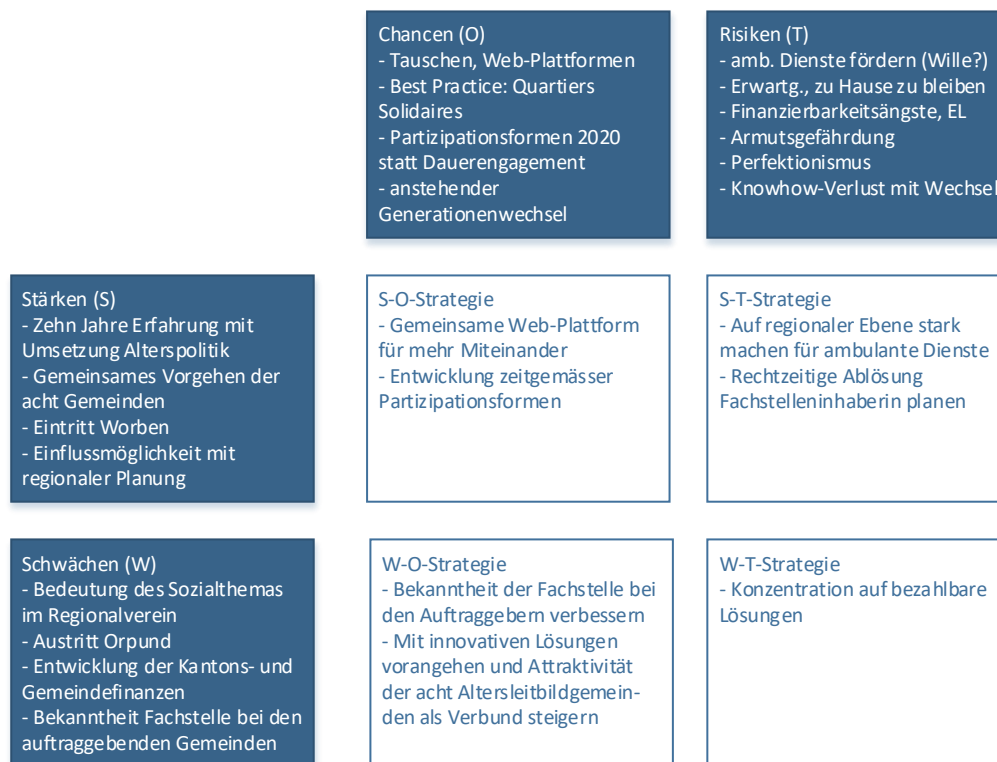 Chancen (O)
- Tauschen, Web-Plattformen
- Best Practice: Quartiers
Solidaires
- Partizipationsformen 2020
statt Dauerengagement
- anstehender
Generationenwechsel
Risiken (T)
- amb. Dienste fördern (Wille?)
- Erwartg., zu Hause zu bleiben
- Finanzierbarkeitsängste, EL
- Armutsgefährdung
- Perfektionismus
- Knowhow-Verlust mit Wechsel
Stärken (S)
- Zehn Jahre Erfahrung mit
Umsetzung Alterspolitik
- Gemeinsames Vorgehen der
acht Gemeinden
- Eintritt Worben
- Einflussmöglichkeit mit
regionaler Planung
S-O-Strategie
- Gemeinsame Web-Plattform
für mehr Miteinander
- Entwicklung zeitgemässer
Partizipationsformen
S-T-Strategie
- Auf regionaler Ebene stark
machen für ambulante Dienste
- Rechtzeitige Ablösung
Fachstelleninhaberin planen
Schwächen (W)
- Bedeutung des Sozialthemas
im Regionalverein
- Austritt Orpund
- Entwicklung der Kantons- und
Gemeindefinanzen
- Bekanntheit Fachstelle bei den
auftraggebenden Gemeinden
W-O-Strategie
- Bekanntheit der Fachstelle bei
den Auftraggebern verbessern
- Mit innovativen Lösungen
vorangehen und Attraktivität
der acht Altersleitbildgemein-
den als Verbund steigern
W-T-Strategie
- Konzentration auf bezahlbare
Lösungen